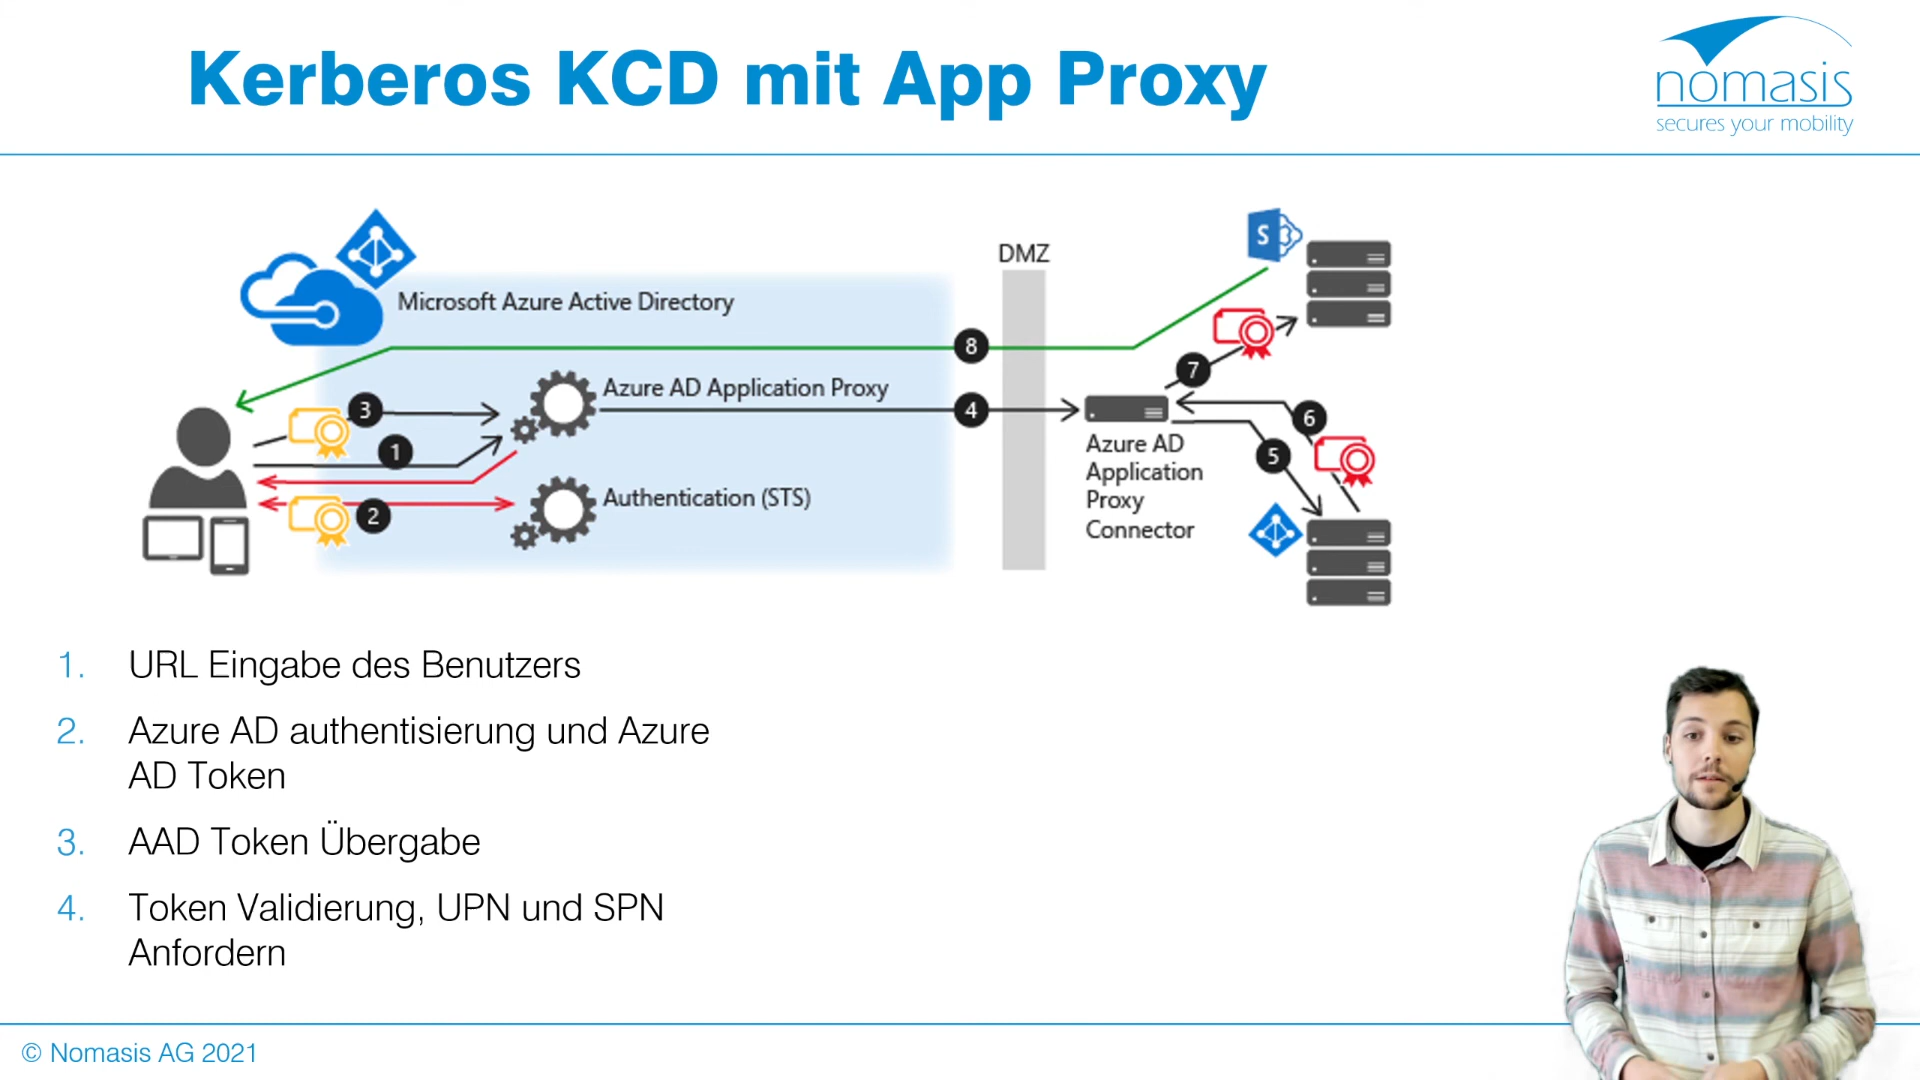 Kerberos KCD mit App Proxy
nomasis
secures your mobility
DMZ
S
Microsoft Azure Active Directory
8
7
3
Azure AD Application Proxy
4
6
1
5
Azure AD
Application
Proxy
Connector
2
Authentication (STS)
1. URL Eingabe des Benutzers
2. Azure AD authentisierung und Azure
AD Token
3. AAD Token Übergabe
4. Token Validierung, UPN und SPN
Anfordern
© Nomasis AG 2021